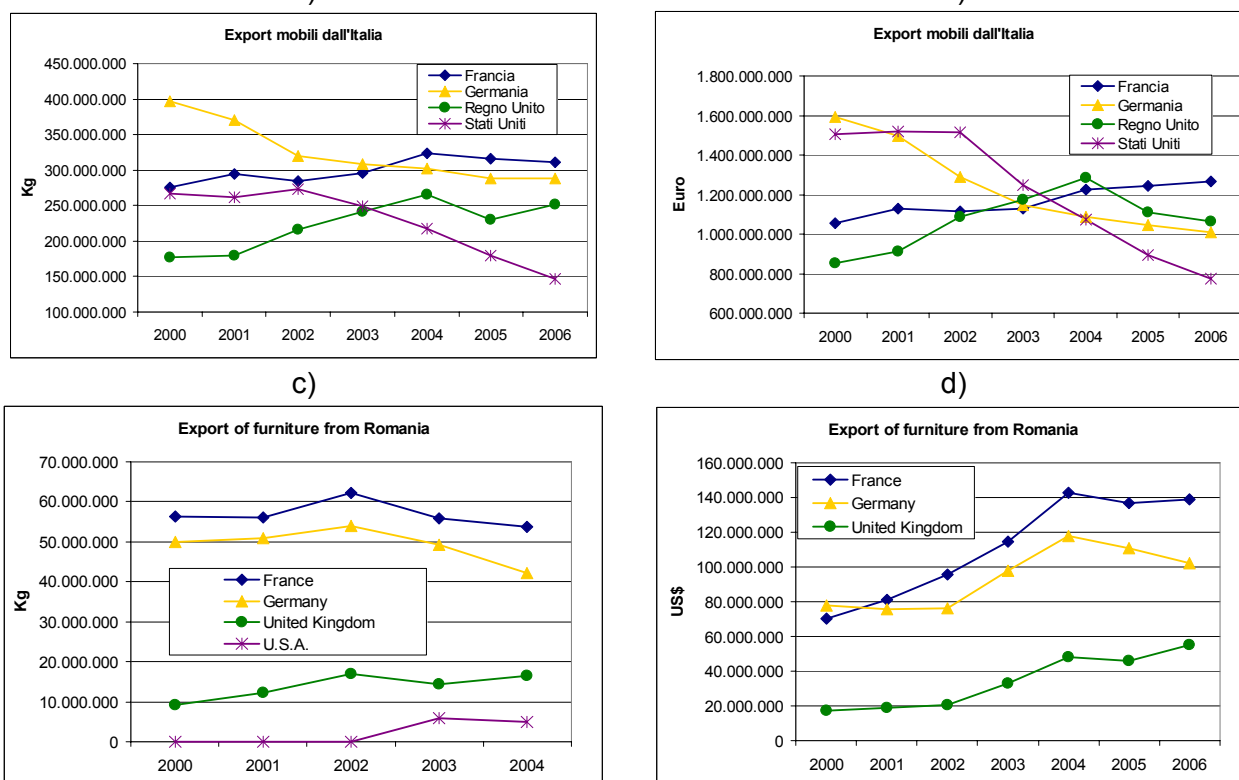 )
)
Export mobili dall'Italia
450.000.000
400.000.000
350.000.000
300.000.000
250.000.000
200.000.000
150.000.000
100.000.000
Kg
Francia
Germania
Regno Unito
Stati Uniti
2000 2001 2002 2003 2004 2005 2006
Export mobili dall'Italia
1.800.000.000
1.600.000.000
1.400.000.000
1.200.000.000
1.000.000.000
800.000.000
600.000.000
Euro
Francia
Germania
Regno Unito
Stati Uniti
2000 2001 2002 2003 2004 2005 2006
c)
d)
Export of furniture from Romania
70.000.000
60.000.000
50.000.000
40.000.000
30.000.000
20.000.000
10.000.000
0
Kg
France
Germany
United Kingdom
U.S.A.
2000 2001 2002 2003 2004
Export of furniture from Romania
160.000.000
140.000.000
120.000.000
100.000.000
80.000.000
60.000.000
40.000.000
20.000.000
0
US$
France
Germany
United Kingdom
2000 2001 2002 2003 2004 2005 2006